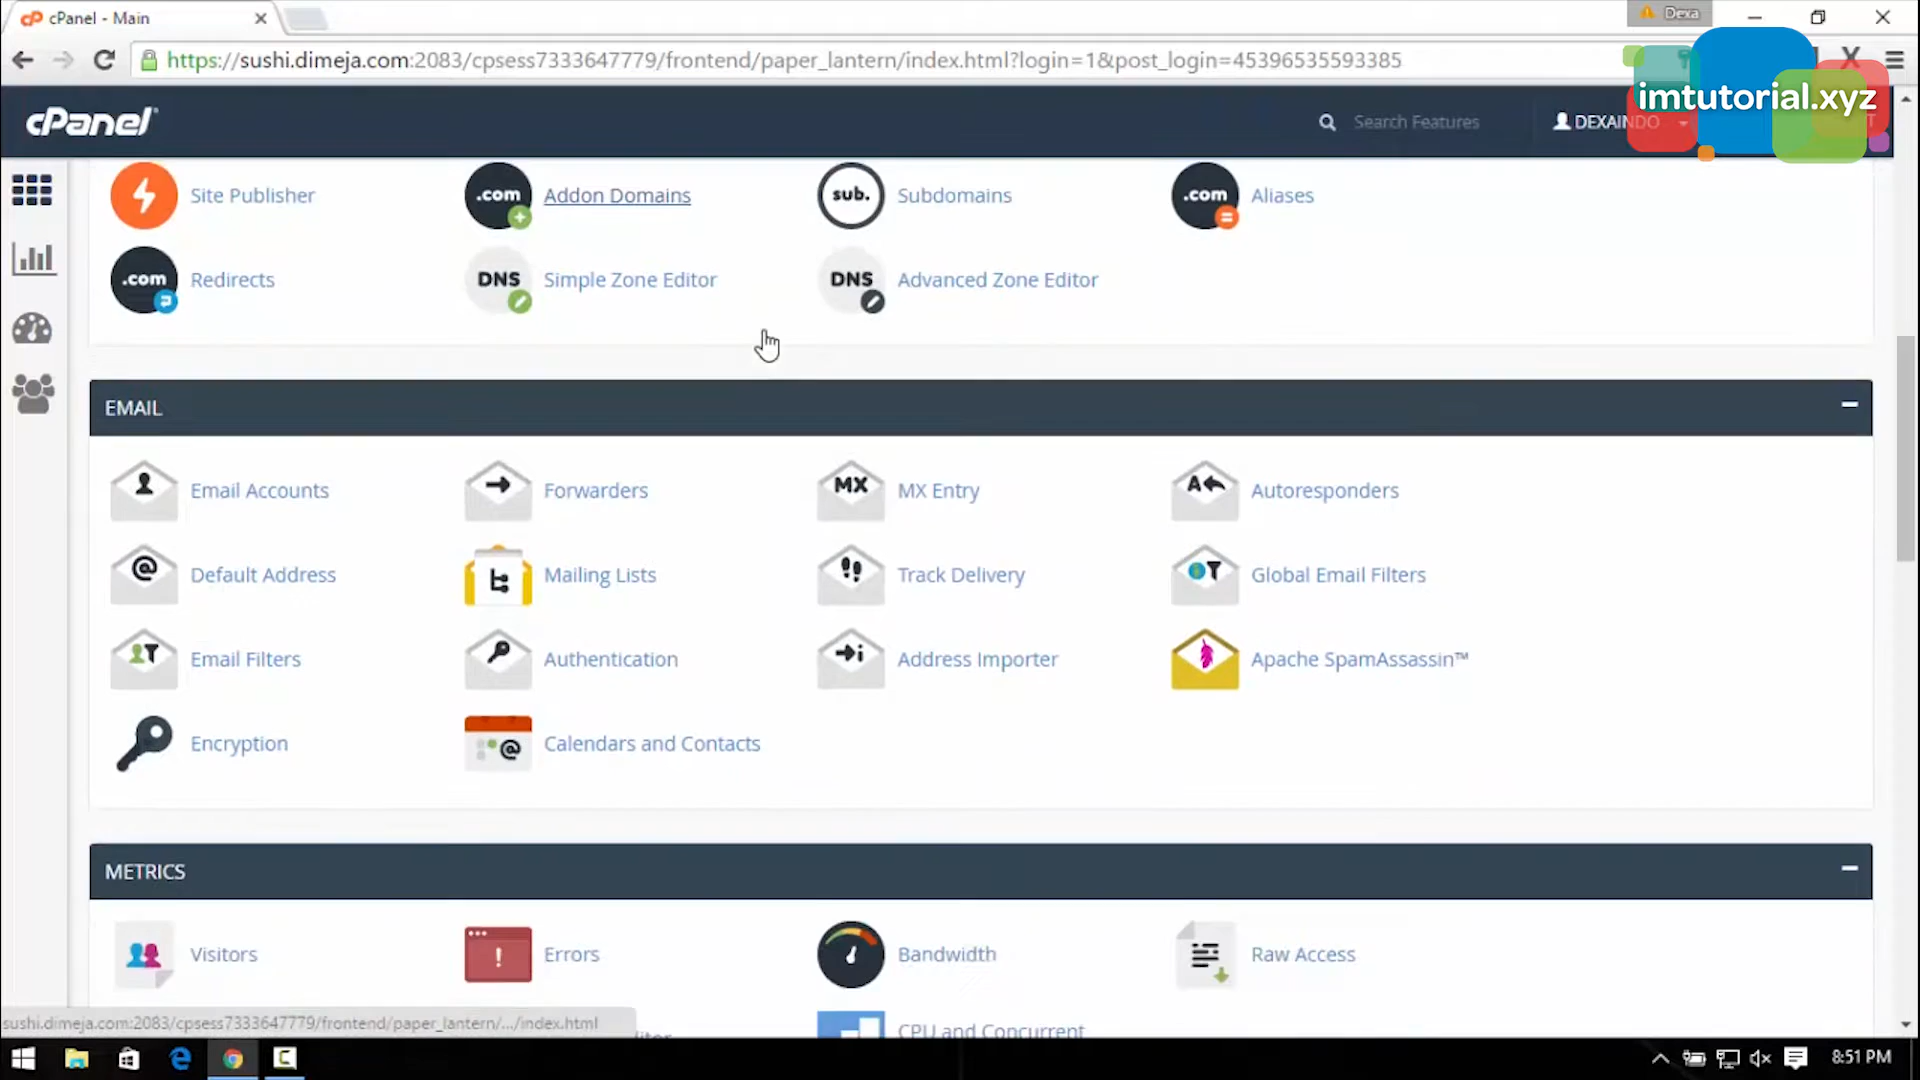 cPanel - Main
Dexa
https://sushi.dimeja.com:2083/cpsess7333647779/frontend/paper_lantern/index.html?login=1&post_login=45396535593385
imtutorial.xyz
cPanel
Search Features
DEXAINDO
Site Publisher
.com
Addon Domains
sub.
Subdomains
.com
Aliases
.com
Redirects
DNS
Simple Zone Editor
DNS
Advanced Zone Editor
EMAIL
Email Accounts
Forwarders
MX
MX Entry
A
Autoresponders
@
Default Address
Mailing Lists
Track Delivery
Global Email Filters
Email Filters
Authentication
Address Importer
Apache SpamAssassin™
Encryption
@
Calendars and Contacts
METRICS
Visitors
Errors
Bandwidth
Raw Access
sushi.dimeja.com:2083/cpsess7333647779/frontend/paper_lantern/.../index.html
CPU and Concurrent
8:51 PM